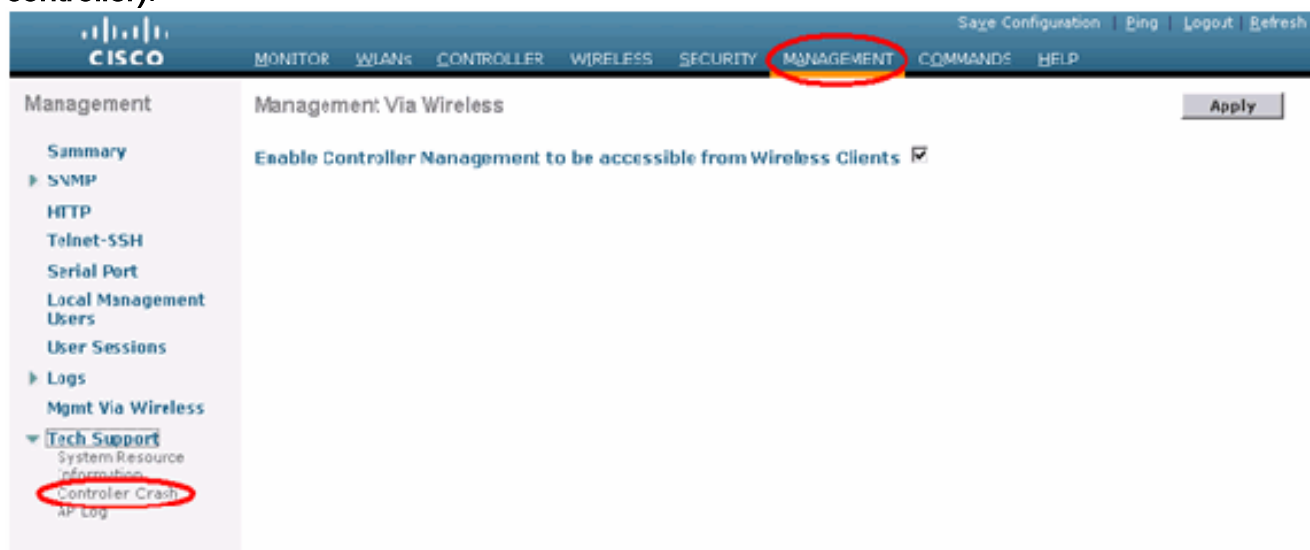 controller).
Save Configuration | Ping | Logout | Refresh
CISCO
MONITOR WLANs CONTROLLER WIRELESS SECURITY MANAGEMENT COMMANDS HELP
Management
Summary
SNMP
HTTP
Telnet-SSH
Serial Port
Local Management
Users
User Sessions
Logs
Mgmt Via Wireless
Tech Support
System Resource
Information
Controller Crash
AP Log
Management Via Wireless
Apply
Enable Controller Management to be accessible from Wireless Clients